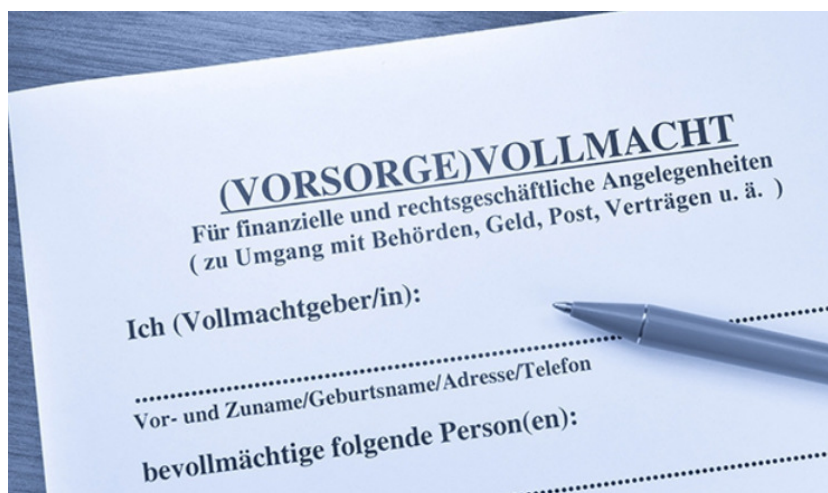 (VORSORGE)VOLLMACHT
Für finanzielle und rechtsgeschäftliche Angelegenheiten
( zu Umgang mit Behörden, Geld, Post, Verträgen u. ä. )
Ich (Vollmachtgeber/in):
Vor- und Zuname/Geburtsname/Adresse/Telefon
bevollmächtige folgende Person(en):